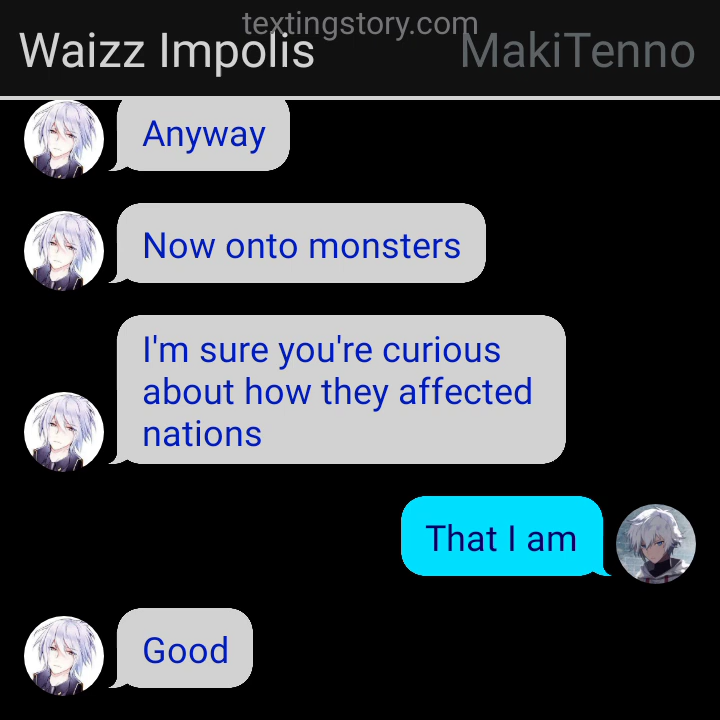 textingstory.com
Waizz Impolis
MakiTenno
Anyway
Now onto monsters
I'm sure you're curious
about how they affected
nations
That I am
Good